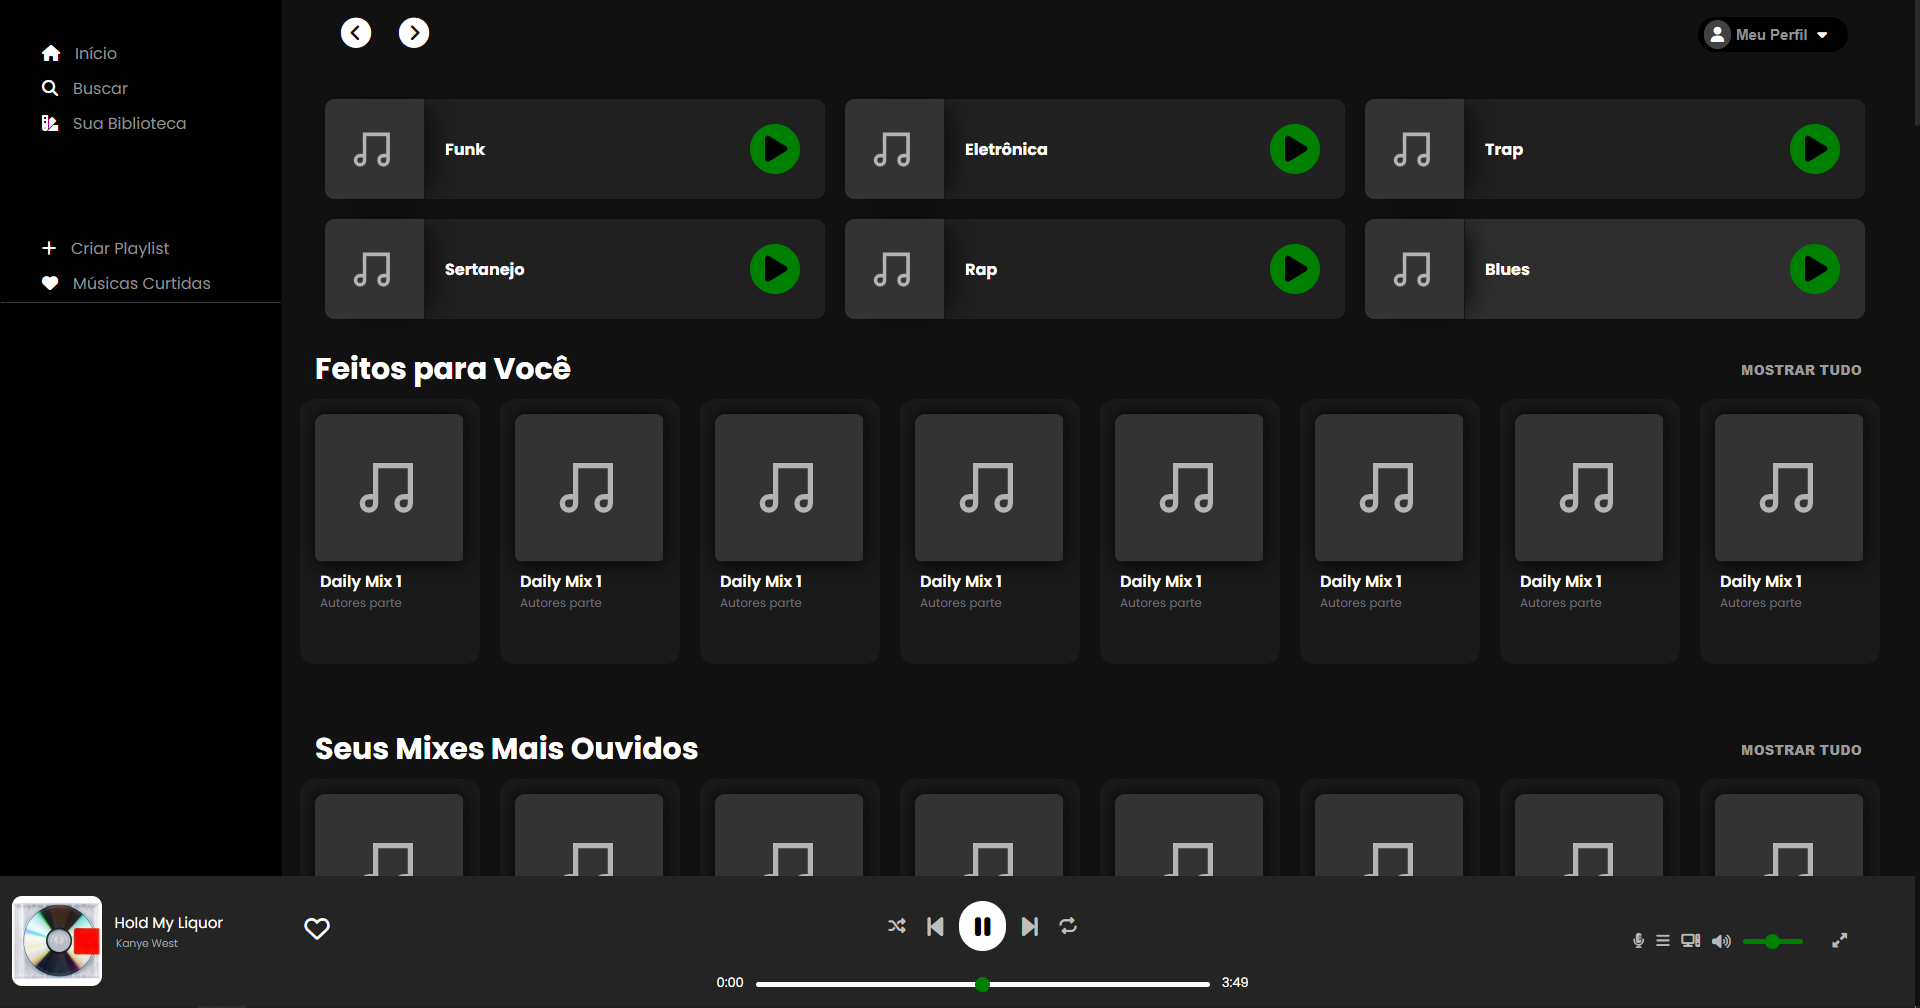 Início
Buscar
Sua Biblioteca
Criar Playlist
Músicas Curtidas
Meu Perfil
Funk
Eletrônica
Trap
Sertanejo
Rap
Blues
Feitos para Você
MOSTRAR TUDO
Daily Mix 1
Autores parte
Daily Mix 1
Autores parte
Daily Mix 1
Autores parte
Daily Mix 1
Autores parte
Daily Mix 1
Autores parte
Daily Mix 1
Autores parte
Daily Mix 1
Autores parte
Daily Mix 1
Autores parte
Seus Mixes Mais Ouvidos
MOSTRAR TUDO
Hold My Liquor
Kanye West
0:00
3:49